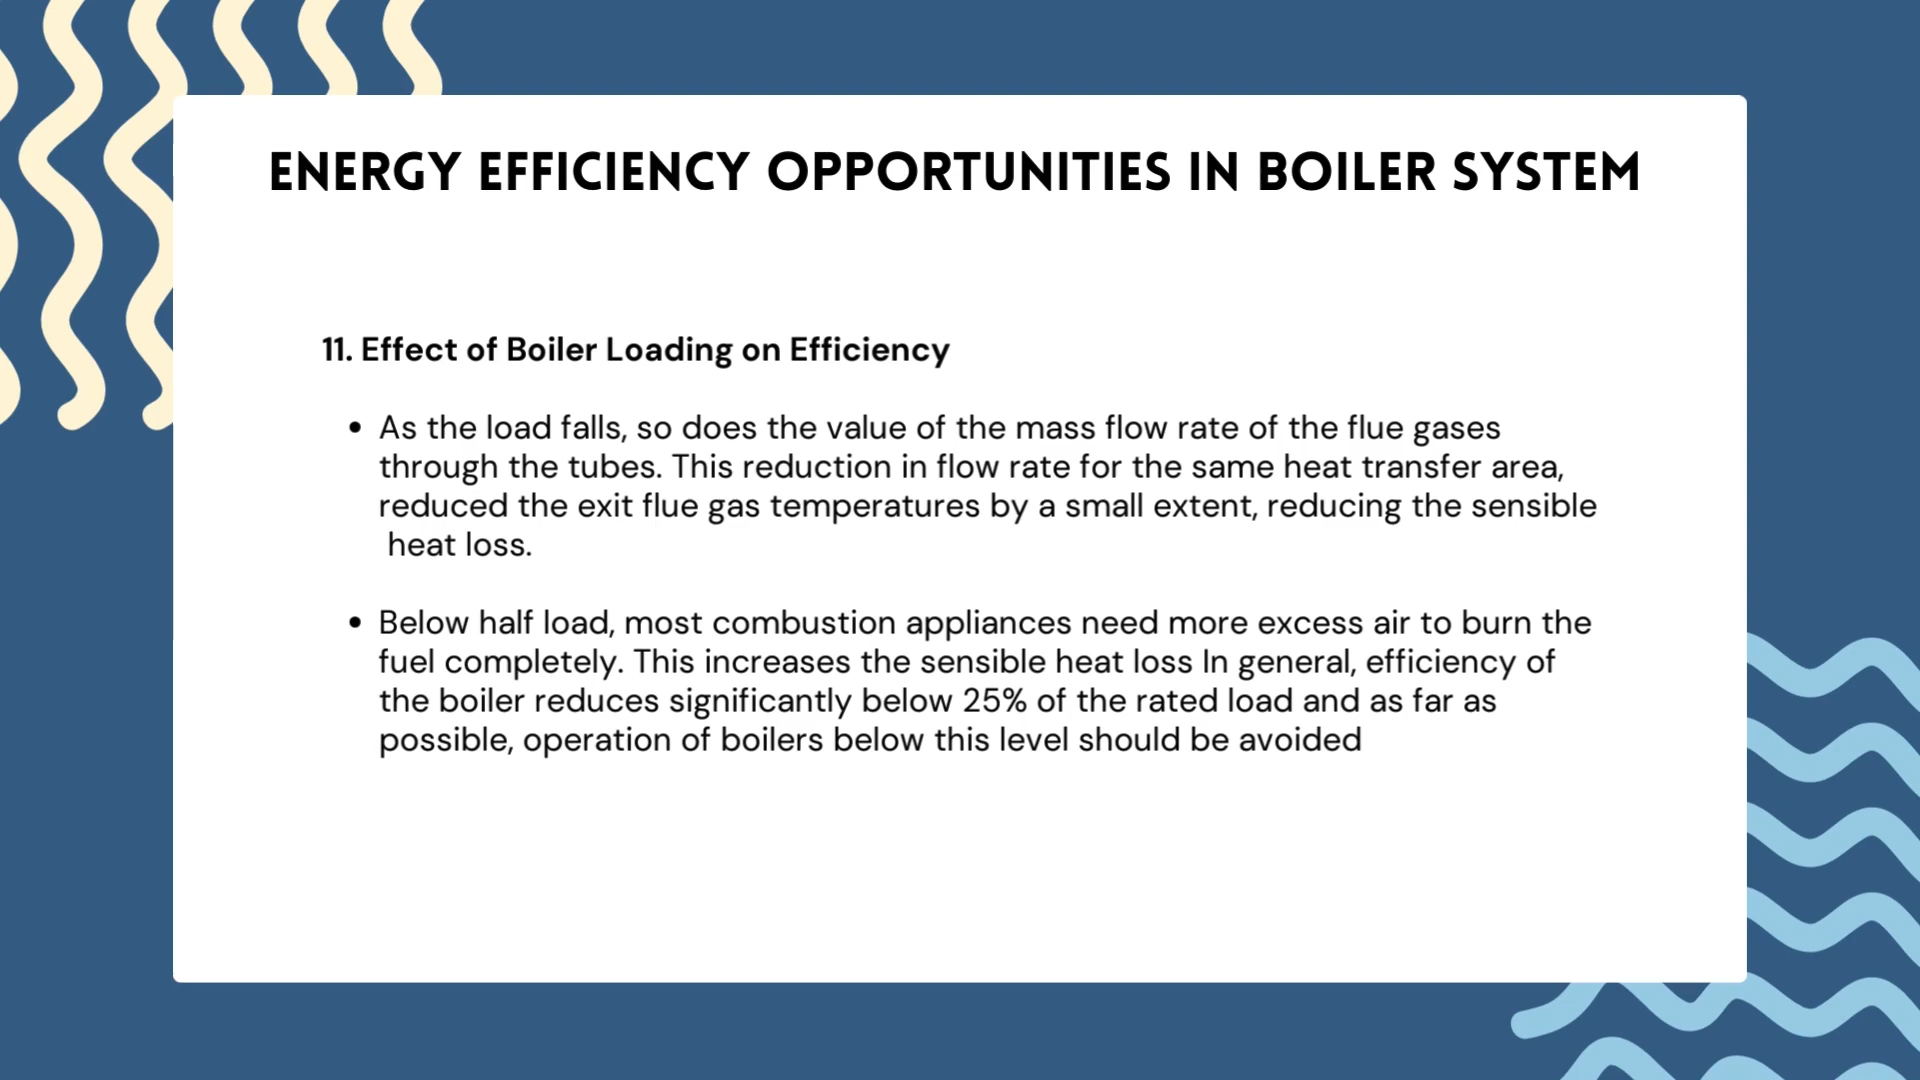 ENERGY EFFICIENCY OPPORTUNITIES IN BOILER SYSTEM
11. Effect of Boiler Loading on Efficiency
• As the load falls, so does the value of the mass flow rate of the flue gases
through the tubes. This reduction in flow rate for the same heat transfer area,
reduced the exit flue gas temperatures by a small extent, reducing the sensible
heat loss.
• Below half load, most combustion appliances need more excess air to burn the
fuel completely. This increases the sensible heat loss In general, efficiency of
the boiler reduces significantly below 25% of the rated load and as far as
possible, operation of boilers below this level should be avoided